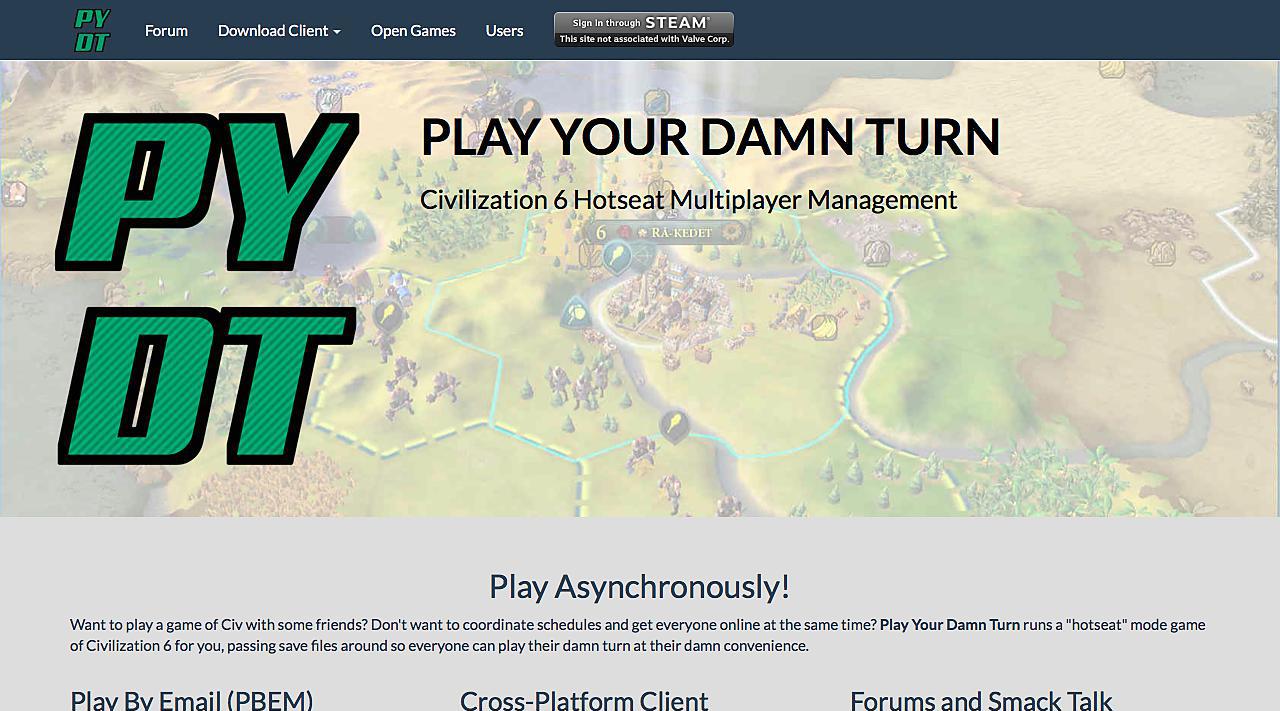 PY
DT
Forum
Download Client
Open Games
Users
Sign in through STEAM®
This site not associated with Valve Corp.
PY
DT
PLAY YOUR DAMN TURN
Civilization 6 Hotseat Multiplayer Management
6 RÂ-KEDET
Play Asynchronously!
Want to play a game of Civ with some friends? Don't want to coordinate schedules and get everyone online at the same time? Play Your Damn Turn runs a "hotseat" mode game
of Civilization 6 for you, passing save files around so everyone can play their damn turn at their damn convenience.
Play By Email (PBEM)
Cross-Platform Client
Forums and Smack Talk